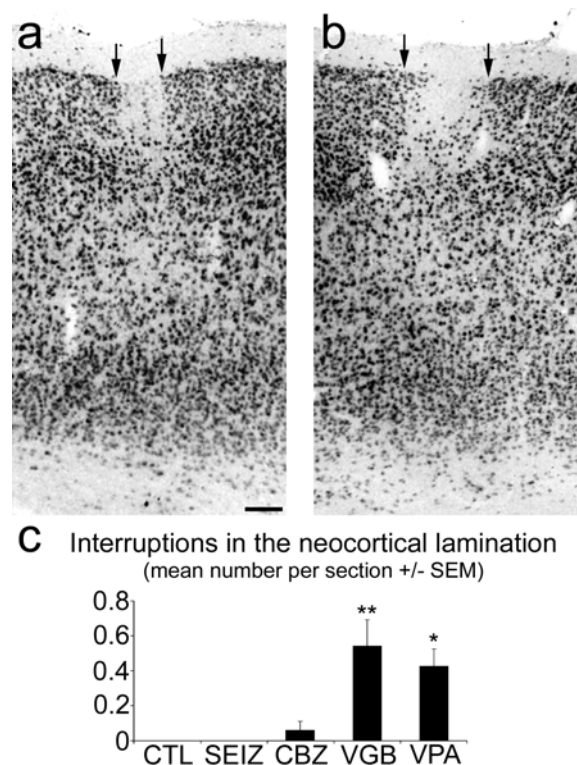 a
b
c Interruptions in the neocortical lamination
(mean number per section +/- SEM)
0.8
0.6
0.4
0.2
0
**
*
CTL SEIZ CBZ VGB VPA